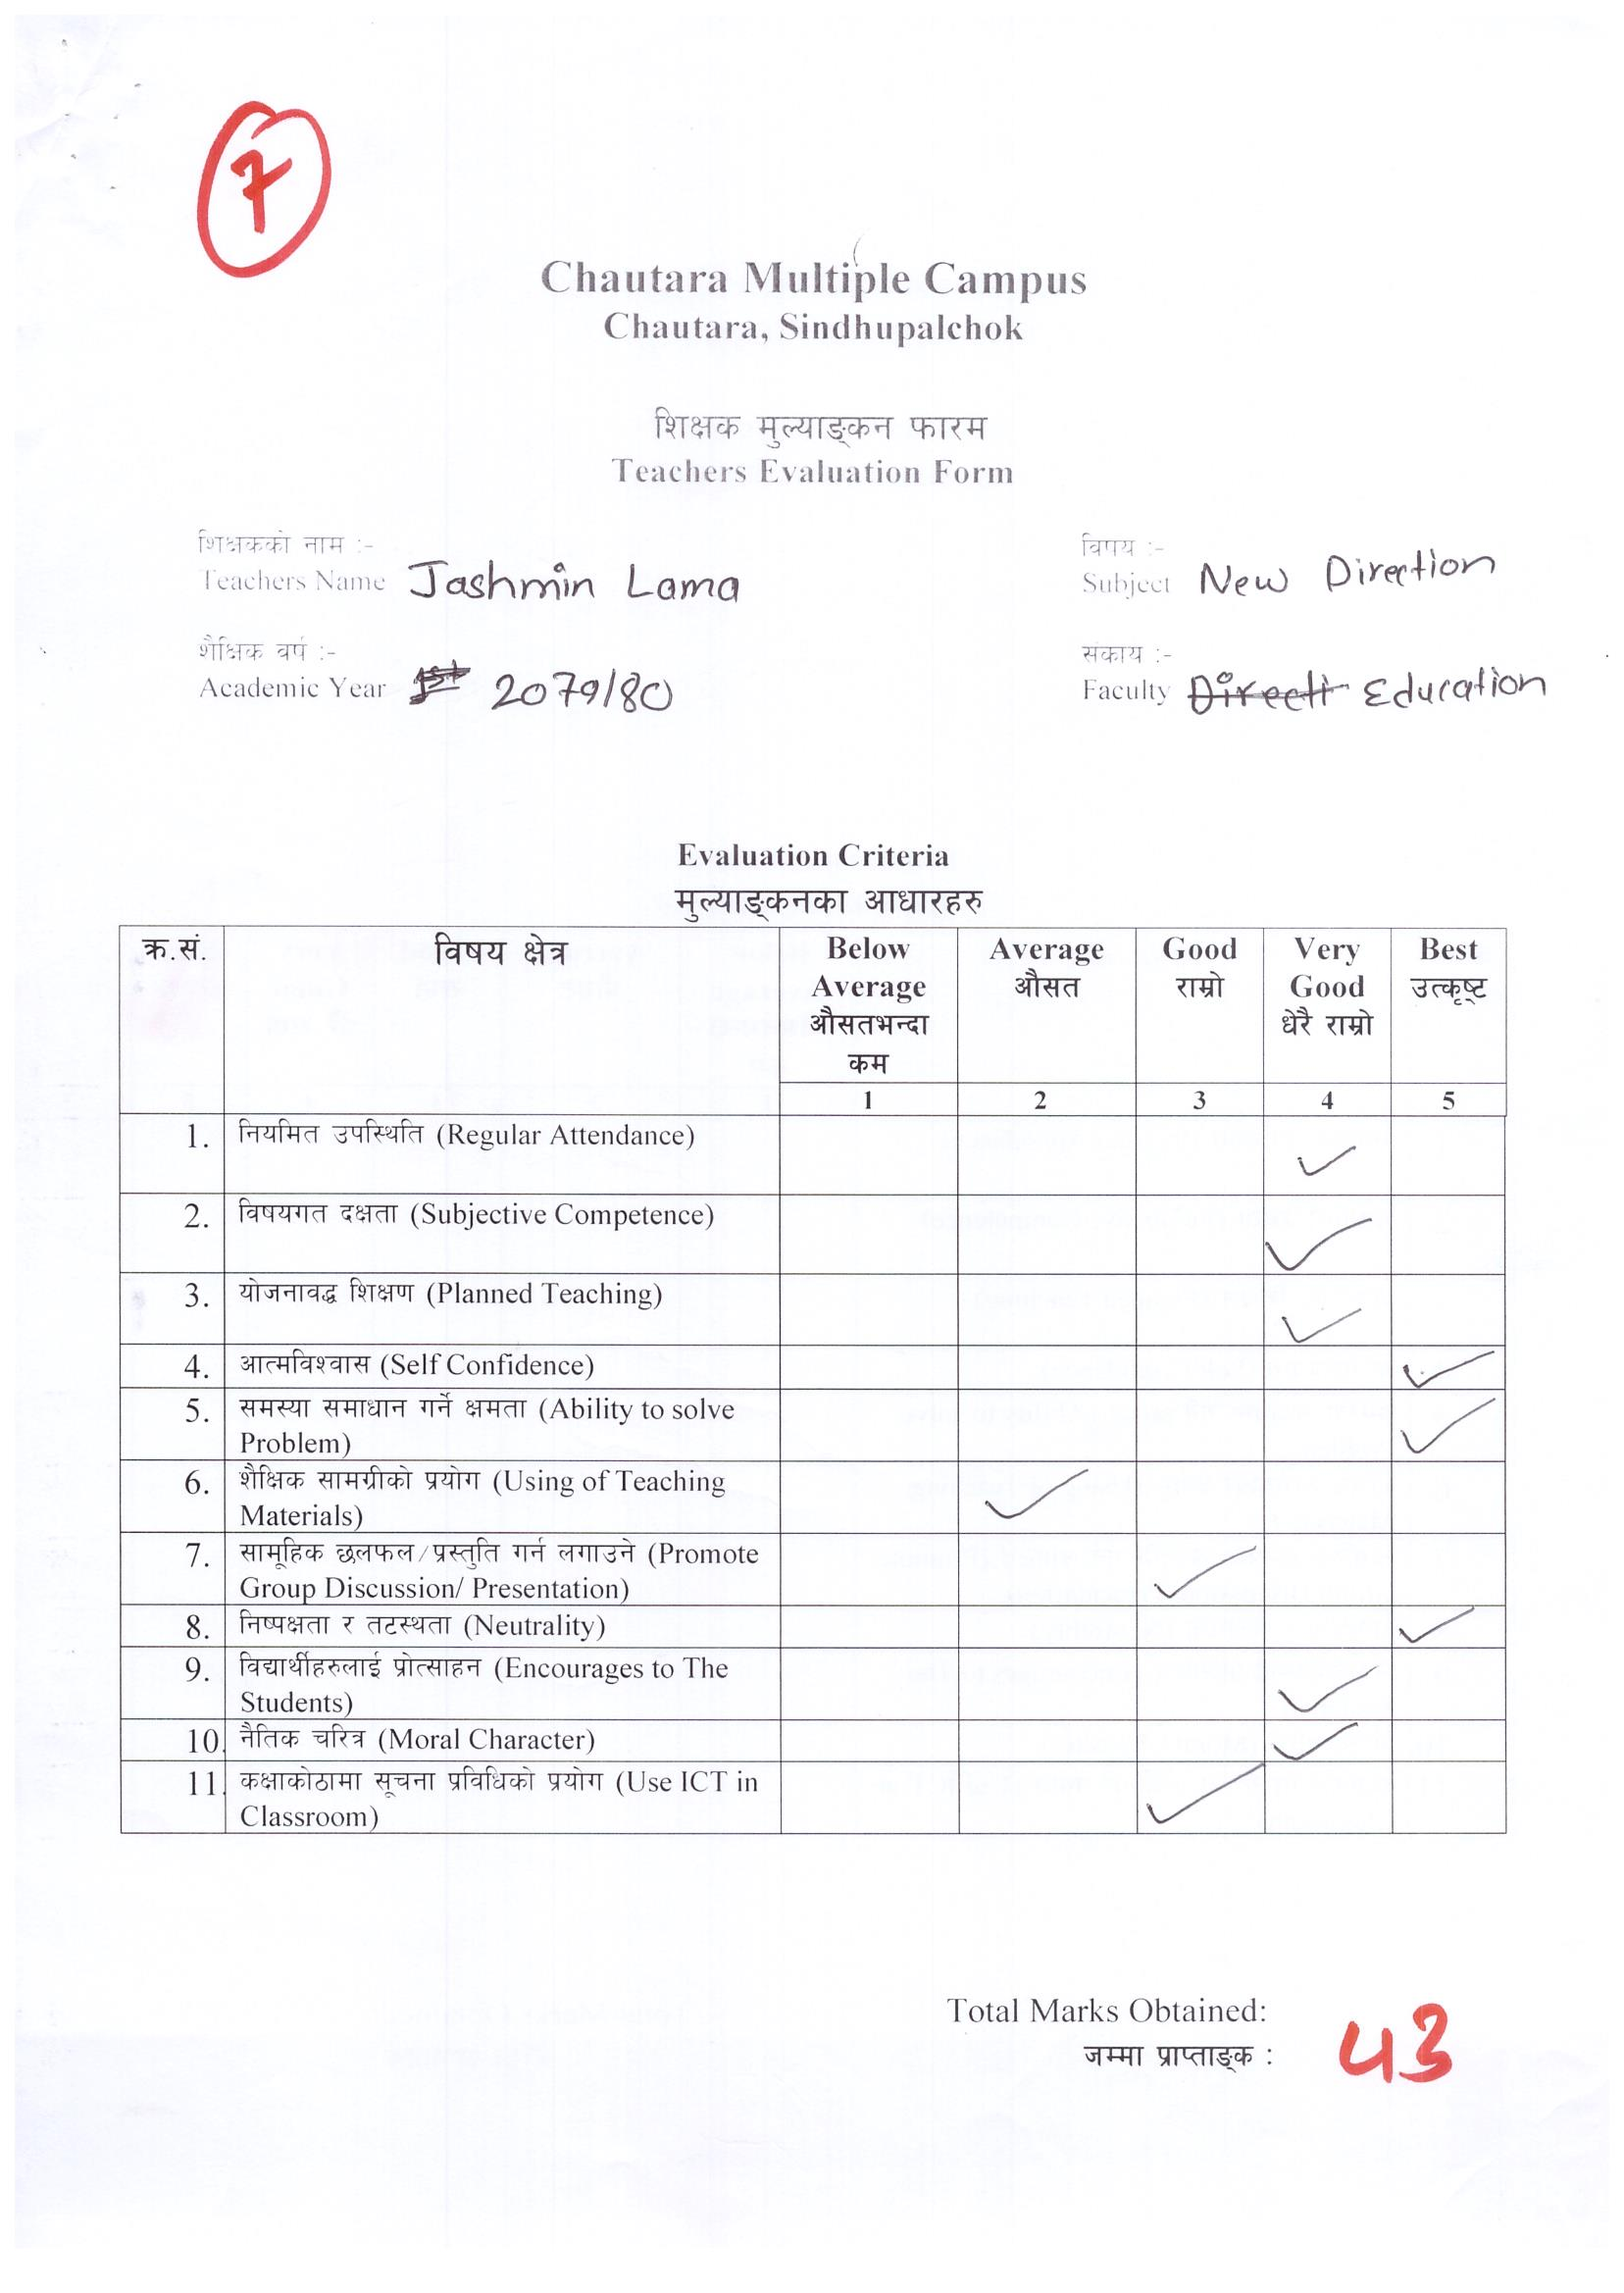 7
Chautara Multiple Campus
Chautara, Sindhupalchok
शिक्षक मुल्याङ्कन फारम
Teachers Evaluation Form
शिक्षकको नाम :-
Teachers Name Jashmin Lama
विषय :-
Subject New Direction
शैक्षिक वर्ष :-
Academic Year 1st 2079/80
संकाय :-
Faculty Directi Education
Evaluation Criteria
मुल्याङ्कनका आधारहरु
क्र.सं. विषय क्षेत्र Below Average औसतभन्दा कम Average औसत Good राम्रो Very Good धेरै राम्रो Best उत्कृष्ट
1 2 3 4 5
1. नियमित उपस्थिति (Regular Attendance) ✓
2. विषयगत दक्षता (Subjective Competence) ✓
3. योजनावद्ध शिक्षण (Planned Teaching) ✓
4. आत्मविश्वास (Self Confidence) ✓
5. समस्या समाधान गर्ने क्षमता (Ability to solve
Problem) ✓
6. शैक्षिक सामग्रीको प्रयोग (Using of Teaching
Materials) ✓
7. सामूहिक छलफल/प्रस्तुति गर्न लगाउने (Promote
Group Discussion/ Presentation) ✓
8. निष्पक्षता र तटस्थता (Neutrality) ✓
9. विद्यार्थीहरुलाई प्रोत्साहन (Encourages to The
Students) ✓
10. नैतिक चरित्र (Moral Character) ✓
11. कक्षाकोठामा सूचना प्रविधिको प्रयोग (Use ICT in
Classroom) ✓
Total Marks Obtained:
जम्मा प्राप्ताङ्क : 43